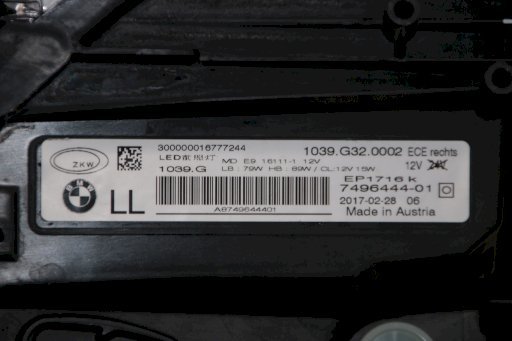 ZKW
BMW
LL
300000016777244
LED前照灯
1039.G
MD E9 16111-1 12V
LB : 79W HB : 69W / CL:12V 15W
1039.G32.0002 ECE rechts
12V
EP1716 k
7496444-01
2017-02-28 06
Made in Austria
A8749644401